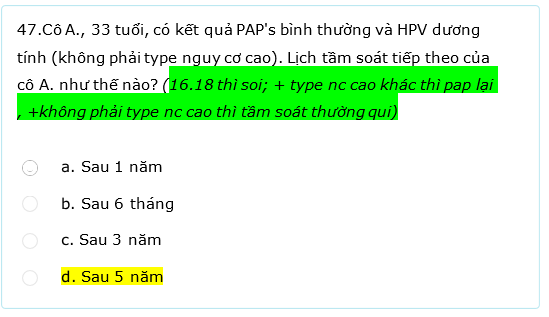 47.Cô A., 33 tuổi, có kết quả PAP's bình thường và HPV dương
tính (không phải type nguy cơ cao). Lịch tầm soát tiếp theo của
cô A. như thế nào? (16.18 thì soi; + type nc cao khác thì pap lại
, +không phải type nc cao thì tầm soát thường qui)
a. Sau 1 năm
b. Sau 6 tháng
c. Sau 3 năm
d. Sau 5 năm